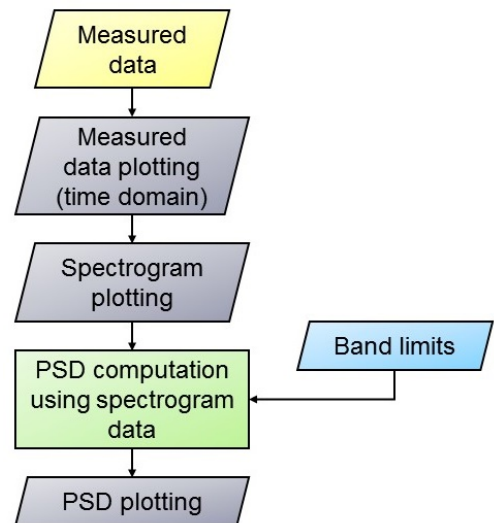 Measured
data
Measured
data plotting
(time domain)
Spectrogram
plotting
Band limits
PSD computation
using spectrogram
data
PSD plotting